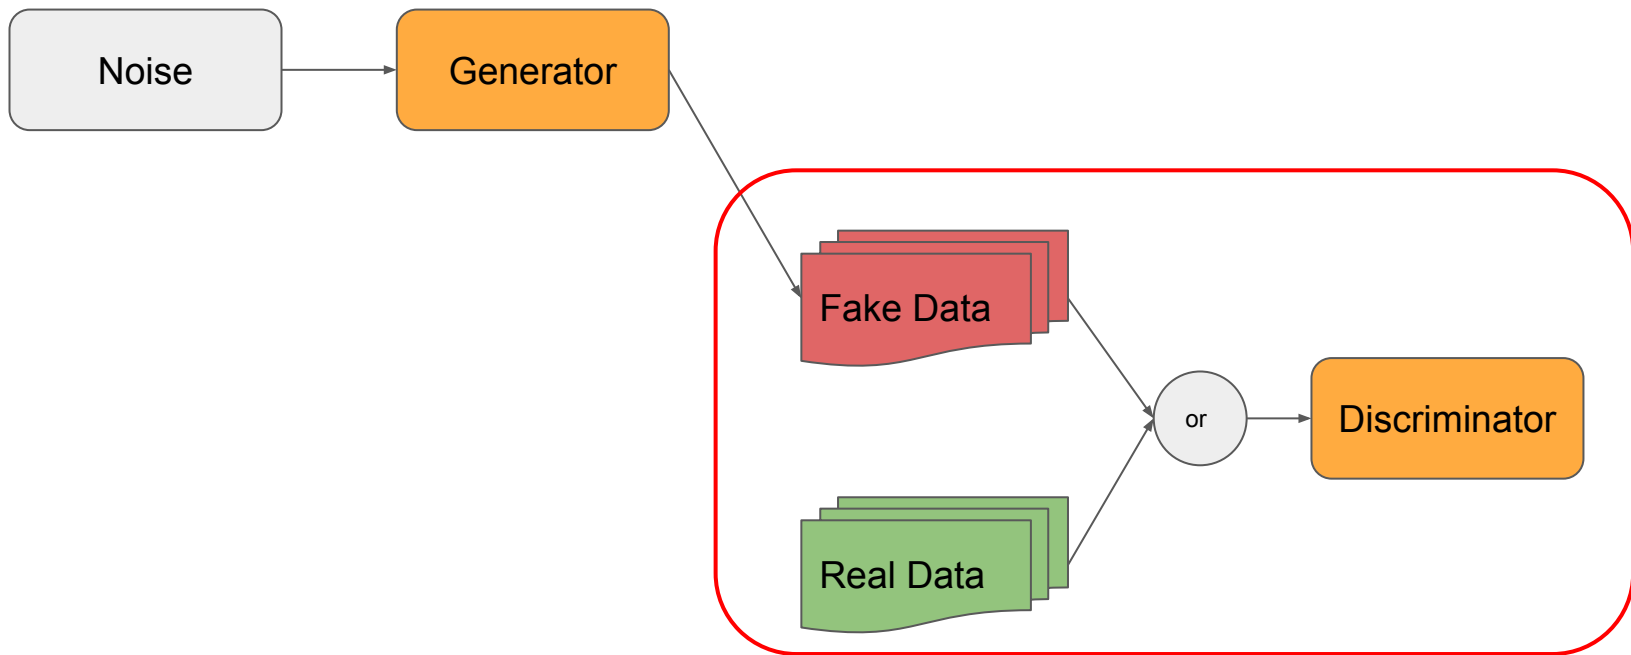 Noise
Generator
Fake Data
or
Discriminator
Real Data